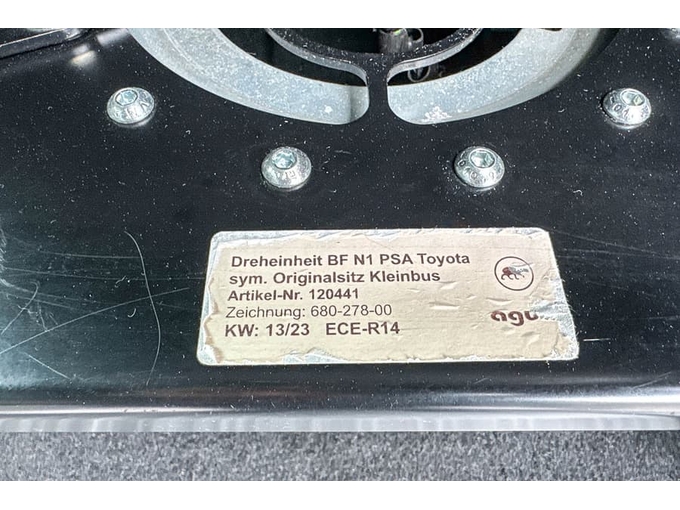 Dreheinheit BF N1 PSA Toyota
sym. Originalsitz Kleinbus
Artikel-Nr. 120441
Zeichnung: 680-278-00
KW: 13/23 ECE-R14